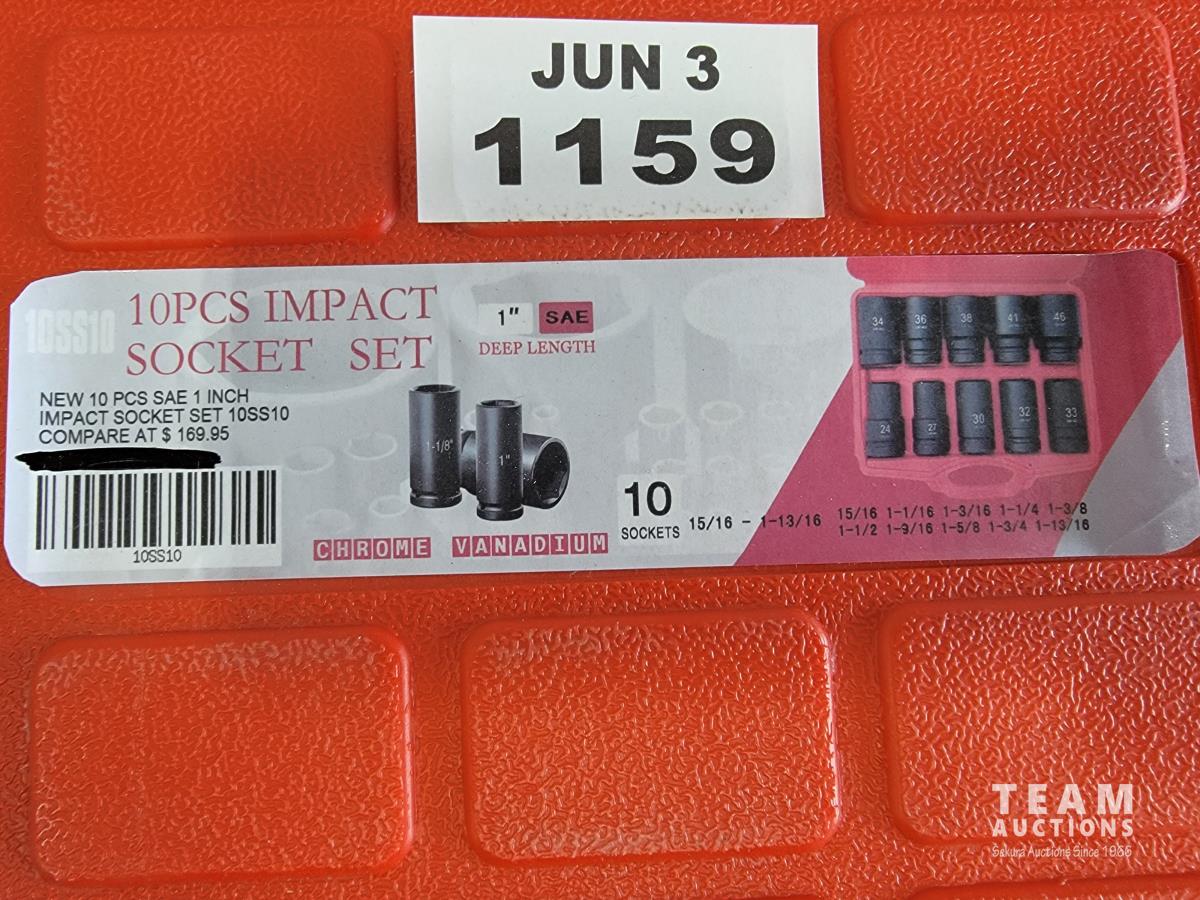 JUN 3
1159
10SS10
10PCS IMPACT
SOCKET SET
1" SAE
DEEP LENGTH
NEW 10 PCS SAE 1 INCH
IMPACT SOCKET SET 10SS10
COMPARE AT $ 169.95
10SS10
1-1/8"
1"
CHROME VANADIUM
10
SOCKETS
15/16 - 1-13/16
34 36 38 41 46
24 27 30 32 33
15/16 1-1/16 1-3/16 1-1/4 1-3/8
1-1/2 1-9/16 1-5/8 1-3/4 1-13/16
TEAM
AUCTIONS
Sakura Auctions Since 1986